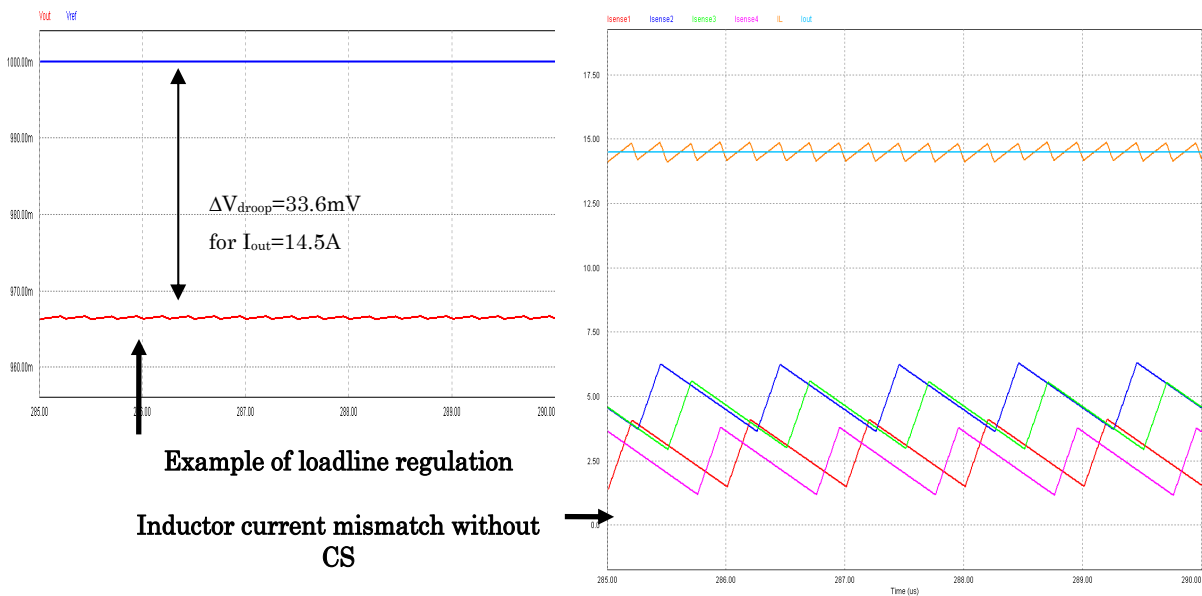 Vout Vref
1000.00m
990.00m
980.00m
970.00m
960.00m
285.00 287.00 288.00 289.00 290.00
ΔVdroop=33.6mV
for Iout=14.5A
Example of loadline regulation
Inductor current mismatch without
CS
Isense1 Isense2 Isense3 Isense4 IL Iout
17.50
15.00
12.50
10.00
7.50
5.00
2.50
0.0
285.00 286.00 287.00 288.00 289.00 290.00
Time (us)